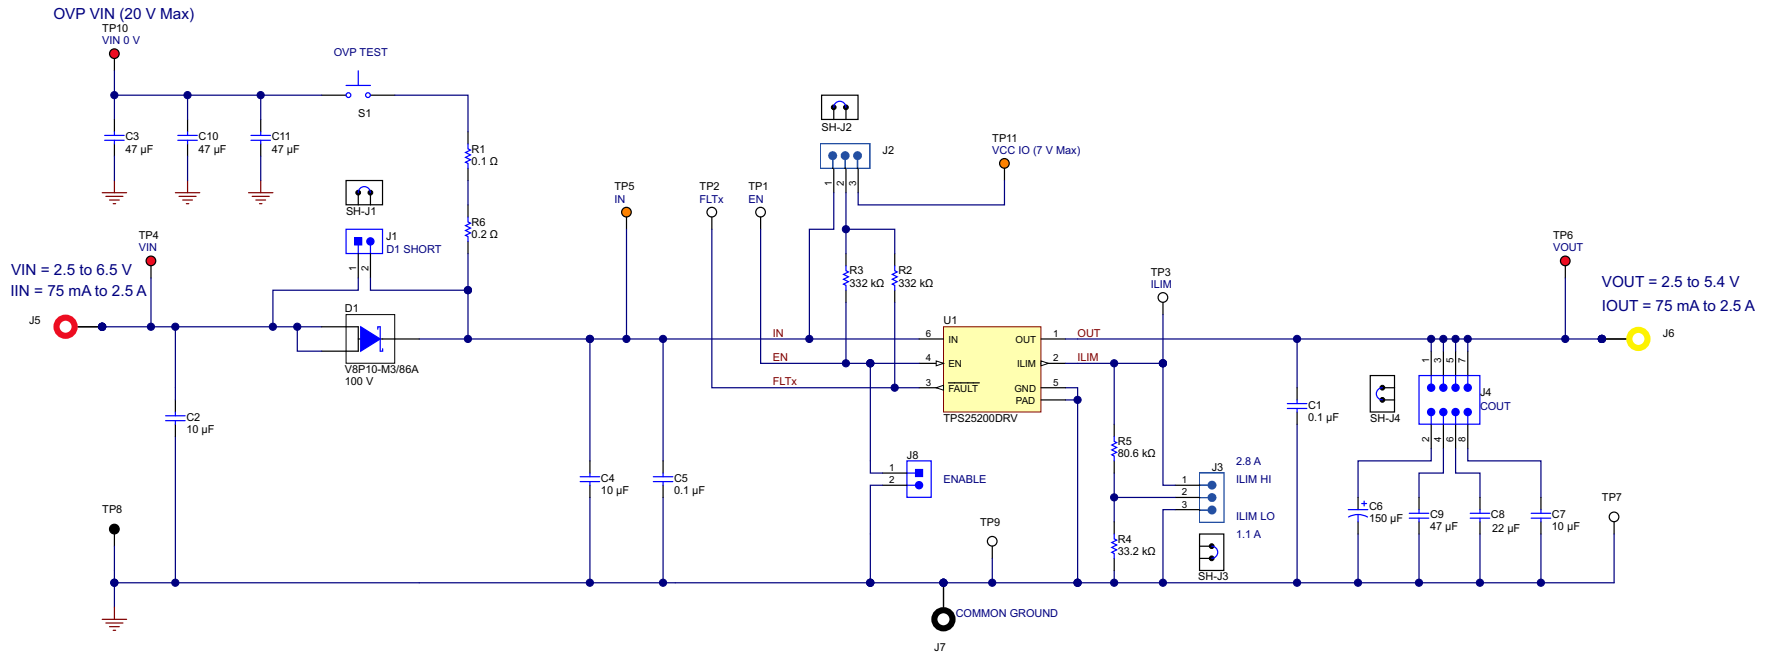 OVP VIN (20 V Max)
TP10
VIN 0 V
OVP TEST
S1
C3
47 µF
C10
47 µF
C11
47 µF
R1
0.1 Ω
R6
0.2 Ω
SH-J1
J1
D1 SHORT
1
2
TP4
VIN
VIN = 2.5 to 6.5 V
IIN = 75 mA to 2.5 A
J5
D1
V8P10-M3/86A
100 V
C2
10 µF
TP8
TP5
IN
TP2
FLTx
TP1
EN
SH-J2
J2
1
2
3
TP11
VCC IO (7 V Max)
R3
332 kΩ
R2
332 kΩ
C4
10 µF
C5
0.1 µF
IN
EN
FLTx
U1
6
IN
OUT
1
4
EN
ILIM
2
3
FAULT
GND
5
PAD
TPS25200DRV
OUT
ILIM
TP3
ILIM
J8
1
2
ENABLE
TP9
COMMON GROUND
J7
R5
80.6 kΩ
R4
33.2 kΩ
J3
1
2
3
2.8 A
ILIM HI
ILIM LO
1.1 A
SH-J3
C1
0.1 µF
SH-J4
J4
COUT
1
3
5
7
2
4
6
8
+
C6
150 µF
C9
47 µF
C8
22 µF
C7
10 µF
TP7
TP6
VOUT
VOUT = 2.5 to 5.4 V
IOUT = 75 mA to 2.5 A
J6